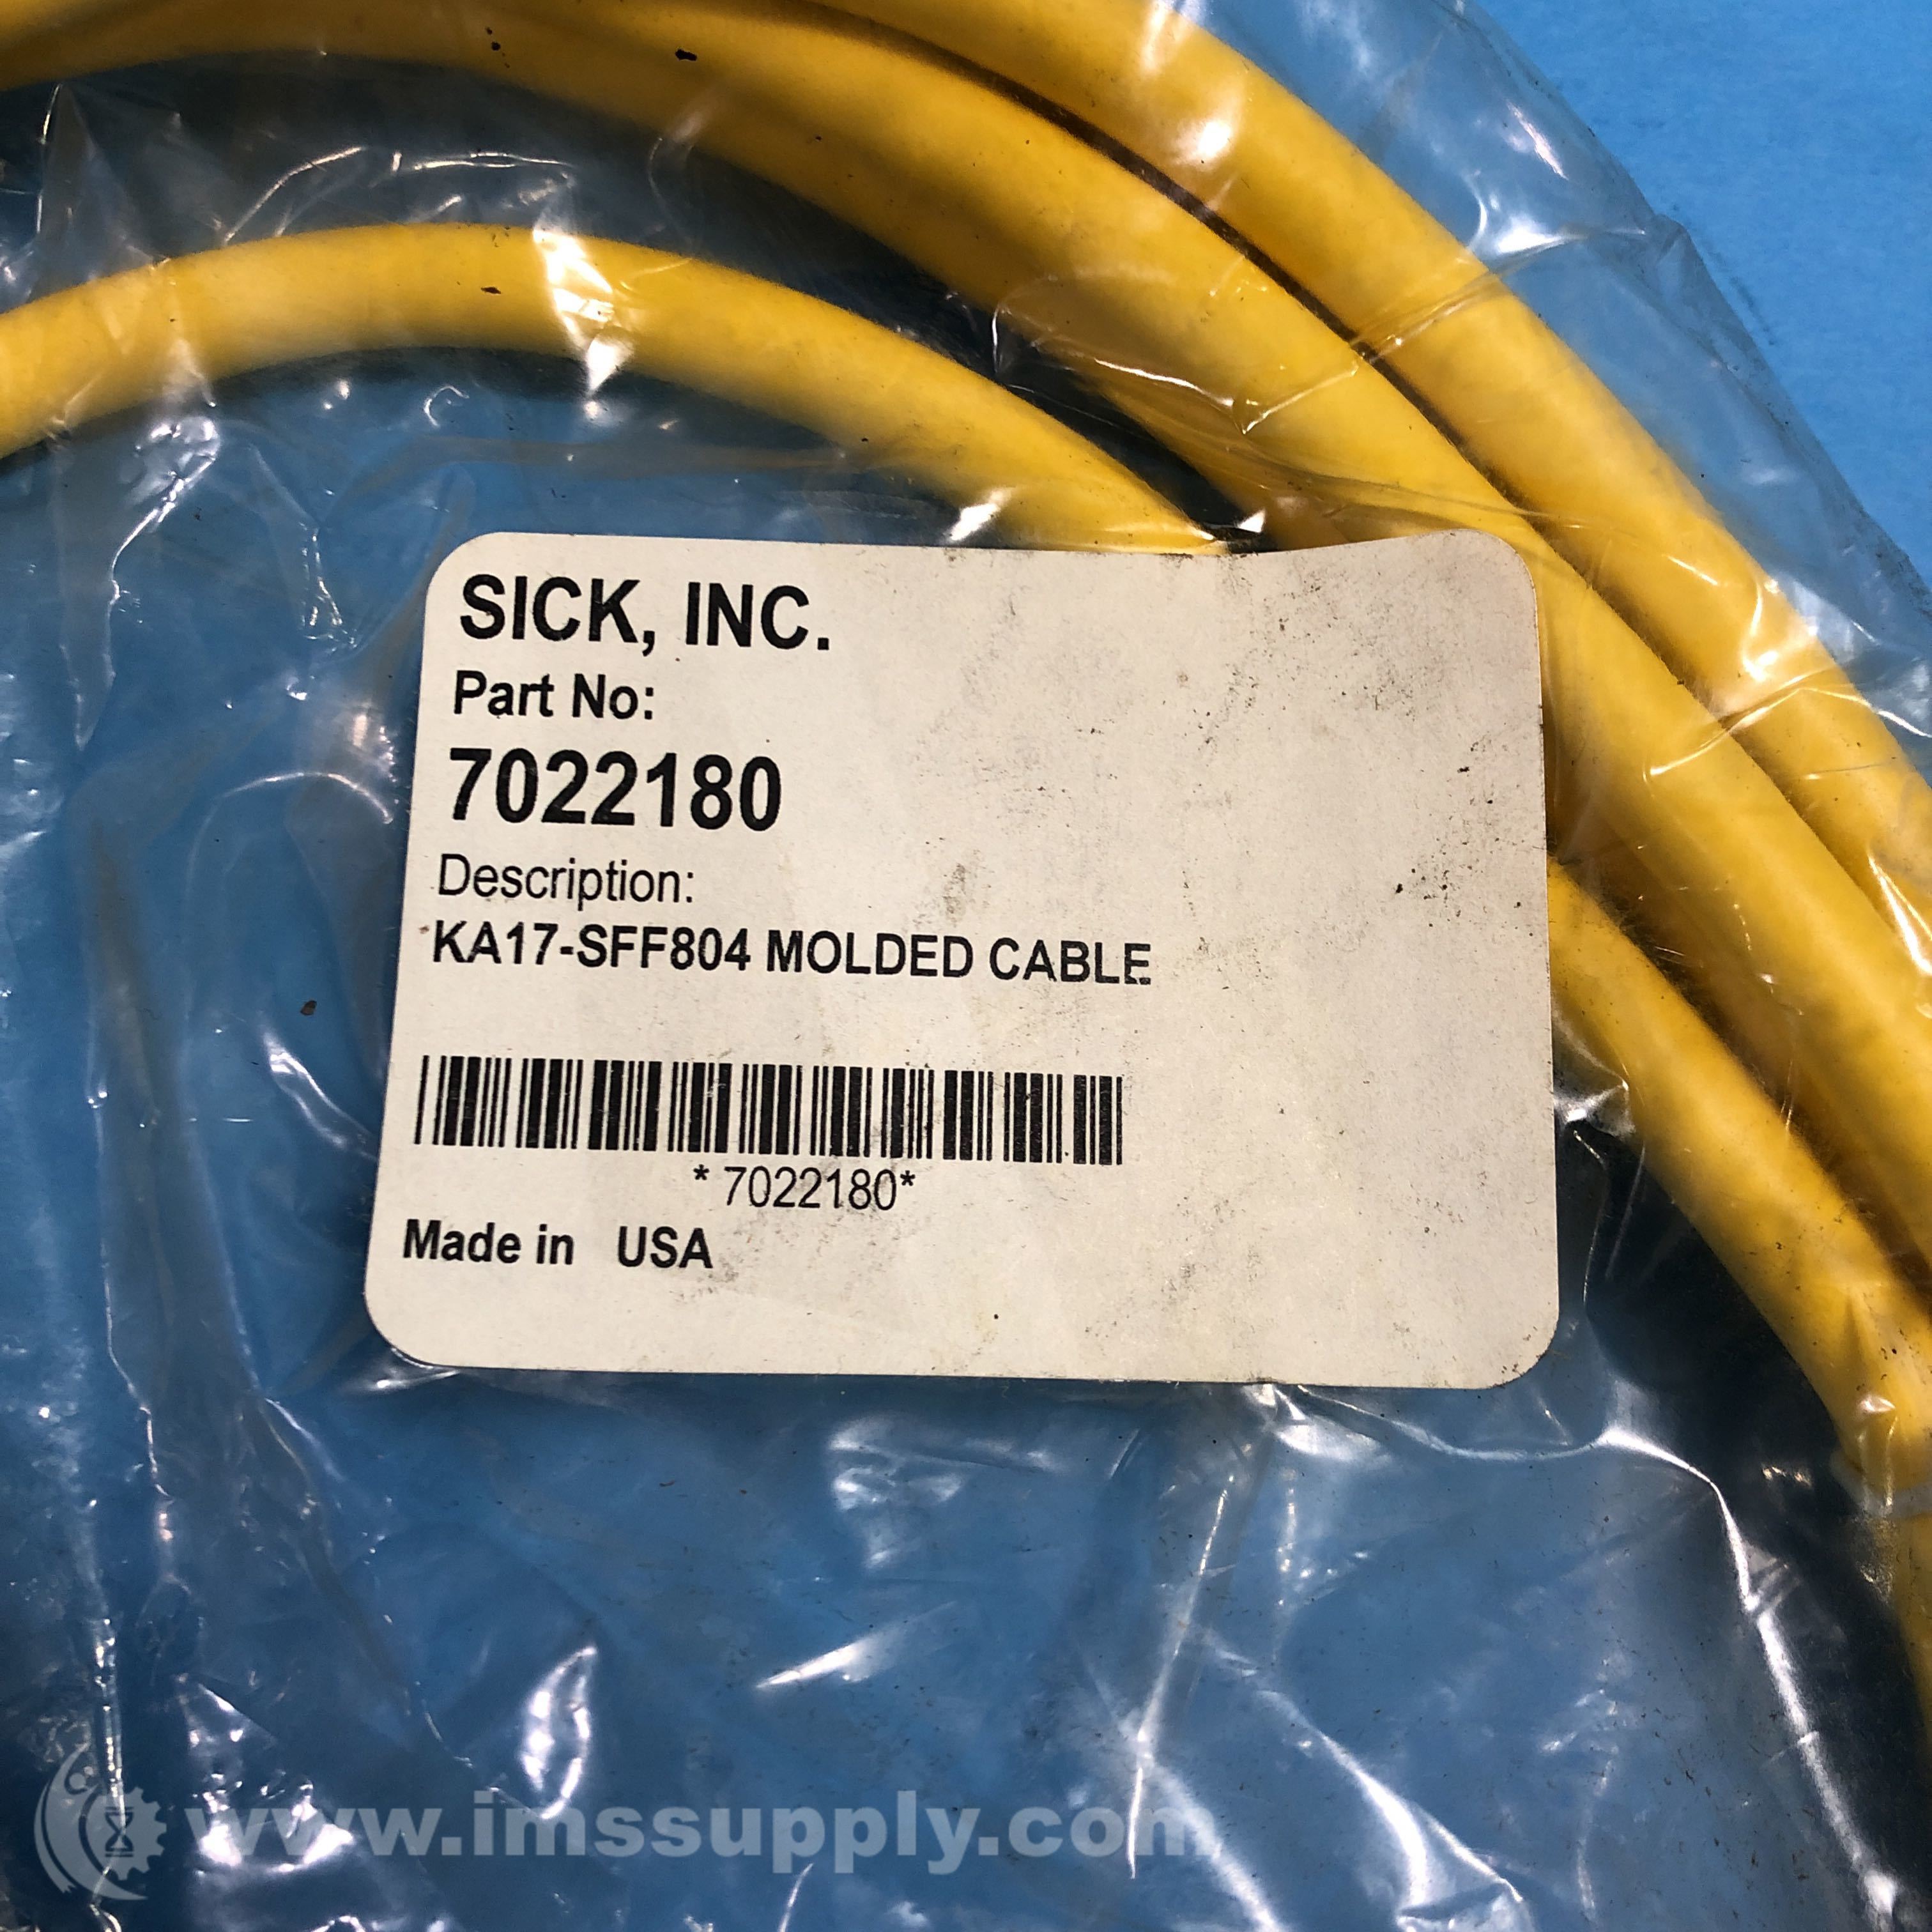 SICK, INC.
Part No:
7022180
Description:
KA17-SFF804 MOLDED CABLE
* 7022180*
Made in USA
www.imssupply.com